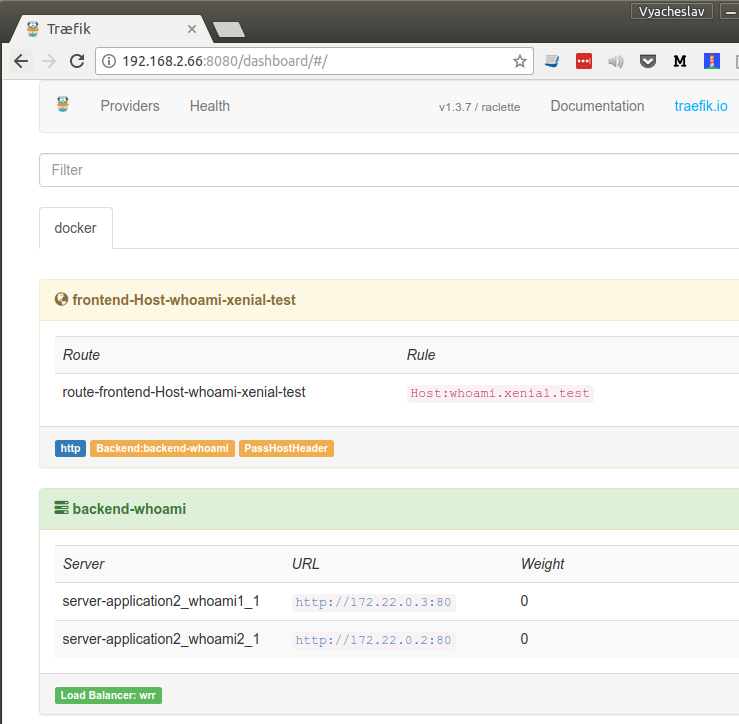 Vyacheslav
Træfik
192.168.2.66:8080/dashboard/#/
M
Providers Health v1.3.7 / raclette Documentation traefik.io
Filter
docker
frontend-Host-whoami-xenial-test
Route Rule
route-frontend-Host-whoami-xenial-test Host:whoami.xenial.test
http Backend:backend-whoami PassHostHeader
backend-whoami
Server URL Weight
server-application2_whoami1_1 http://172.22.0.3:80 0
server-application2_whoami2_1 http://172.22.0.2:80 0
Load Balancer: wrr